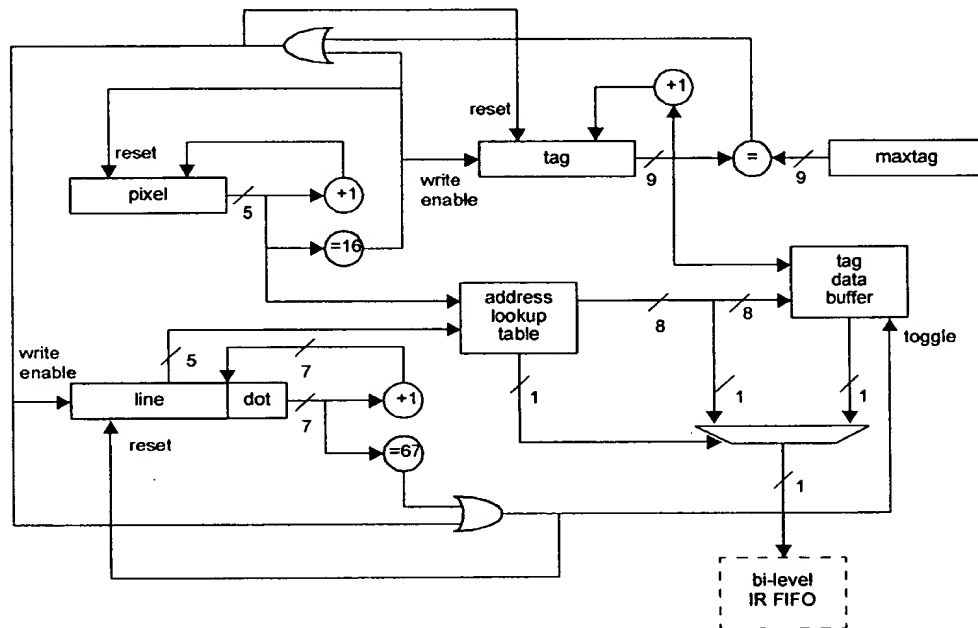 +1
reset
reset
tag
=
maxtag
9
9
write
enable
pixel
5
+1
=16
tag
data
buffer
address
lookup
table
8
8
toggle
write
enable
5
7
line
dot
7
+1
1
1
1
reset
=67
1
bi-level
IR FIFO